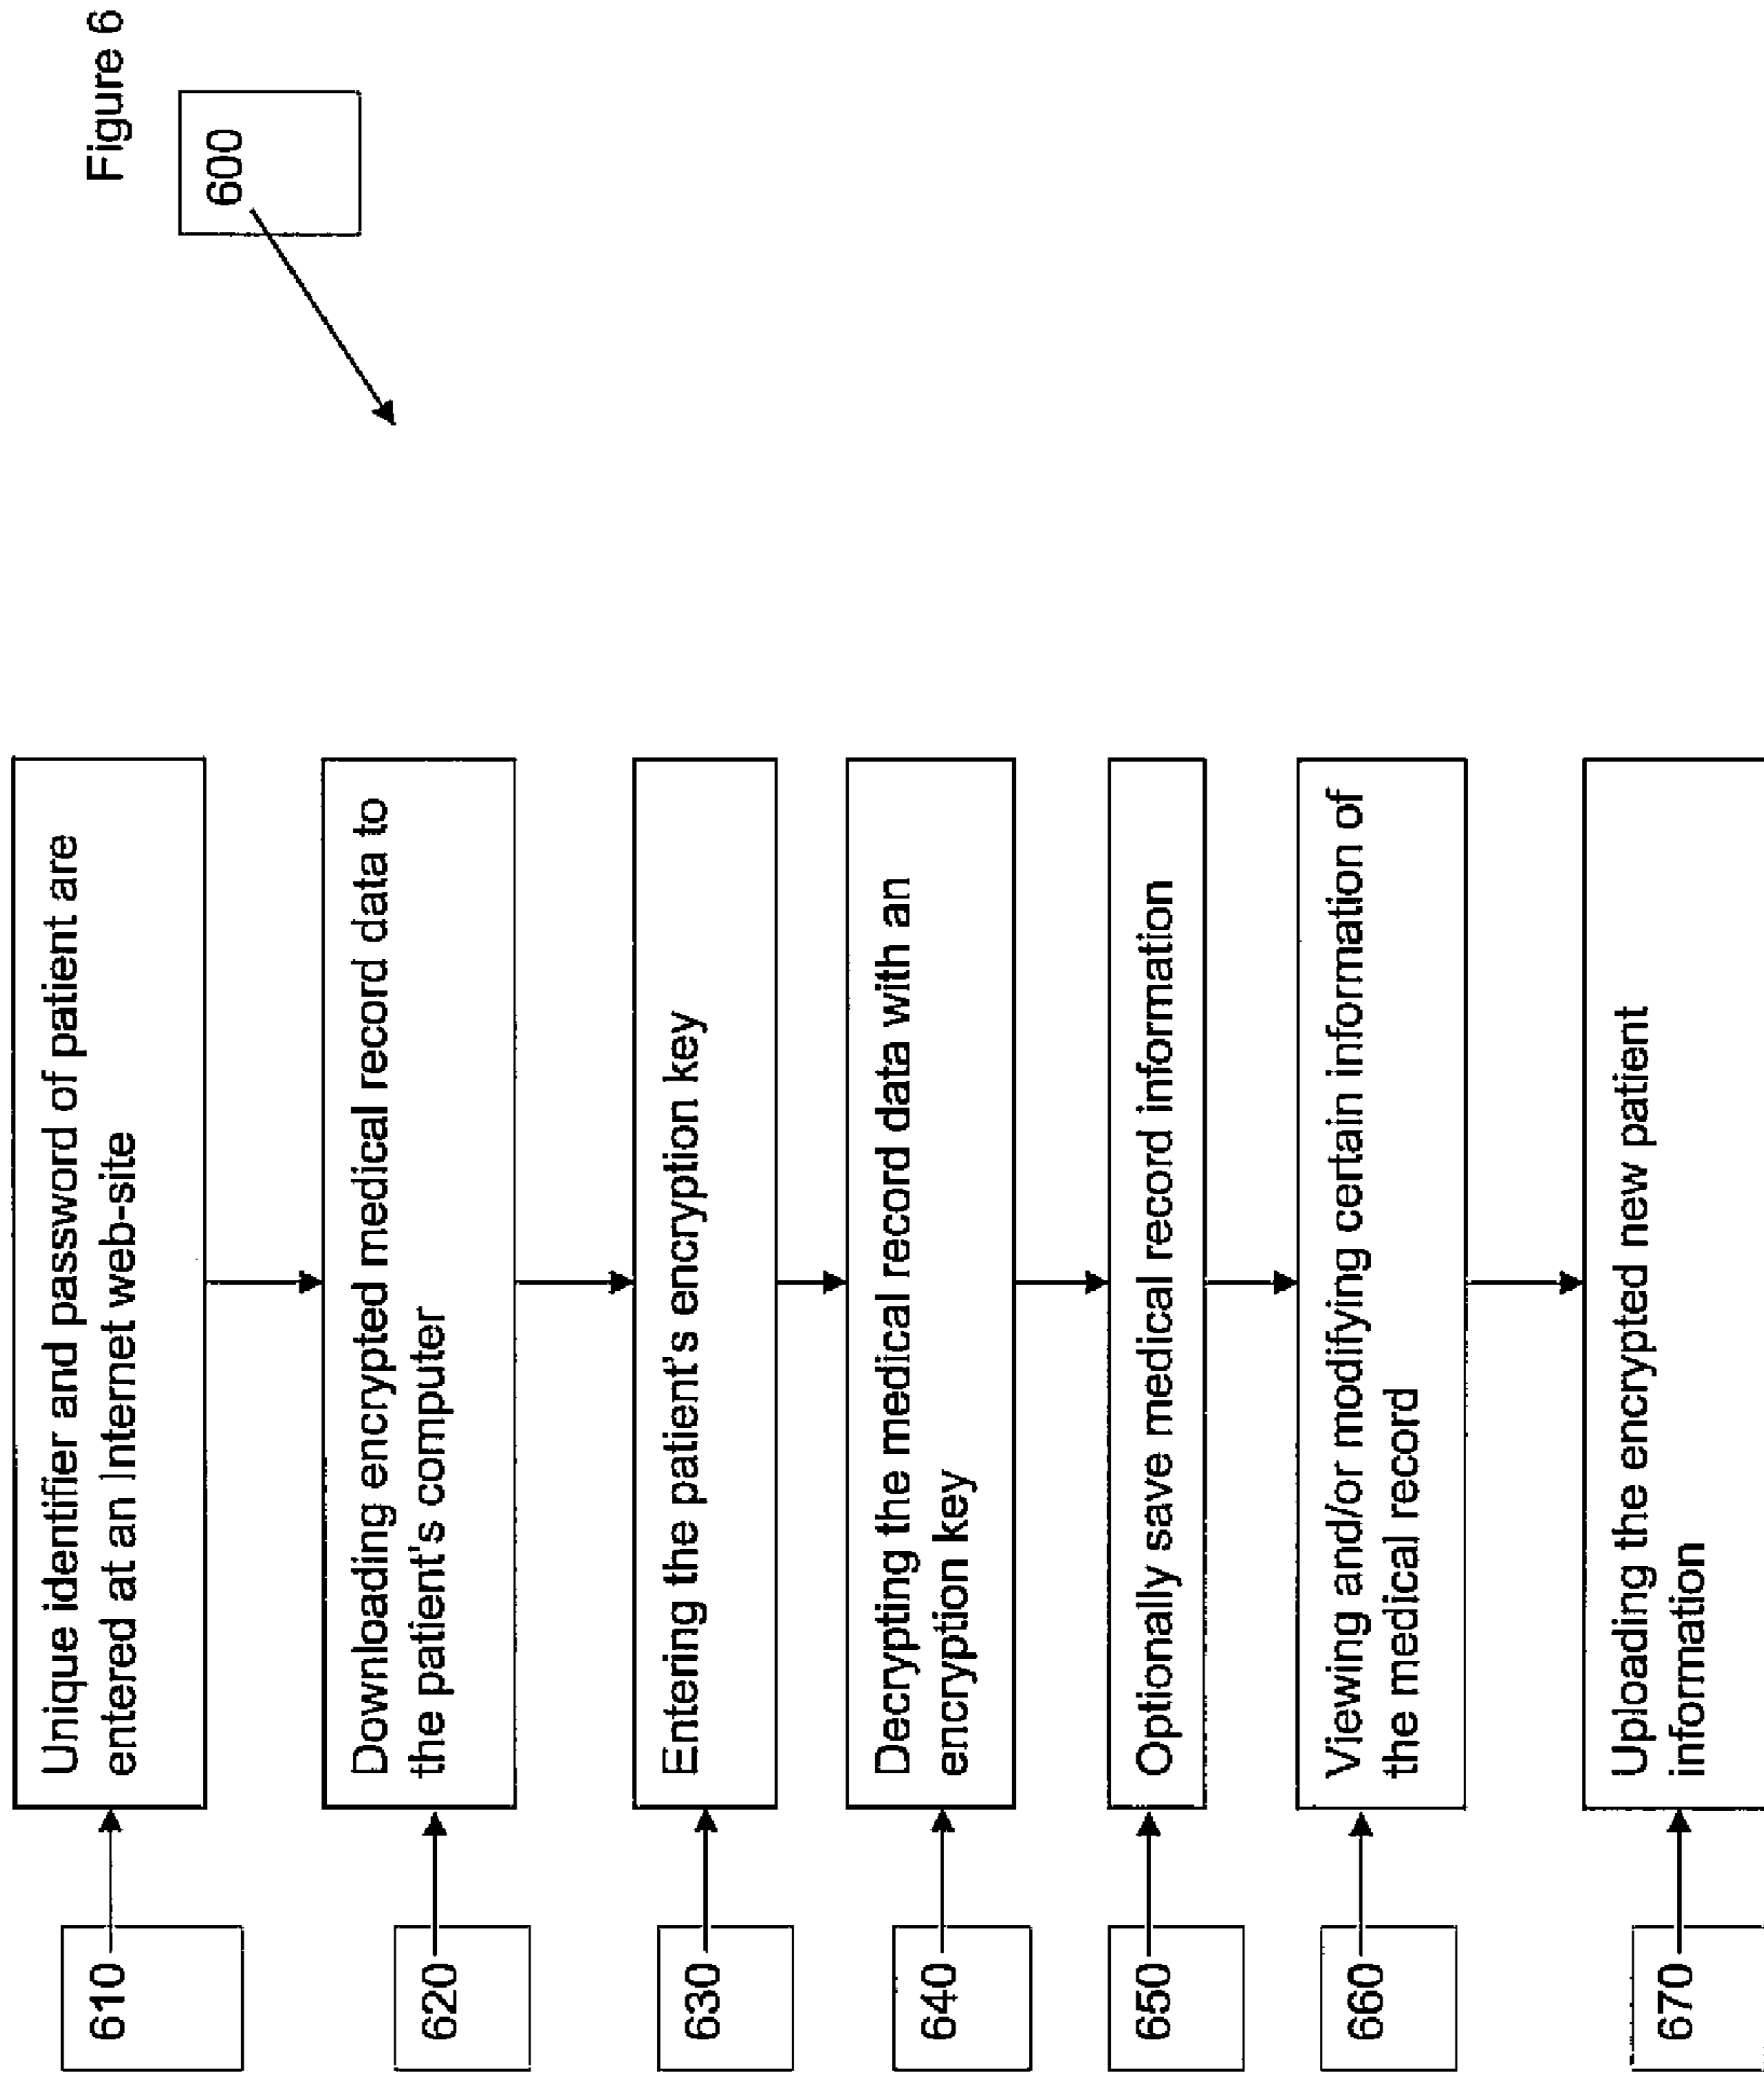 Figure 6
600
610
Unique identifier and password of patient are
entered at an Internet web-site
620
Downloading encrypted medical record data to
the patient's computer
630
Entering the patient's encryption key
640
Decrypting the medical record data with an
encryption key
650
Optionally save medical record information
660
Viewing and/or modifying certain information of
the medical record
670
Uploading the encrypted new patient
information